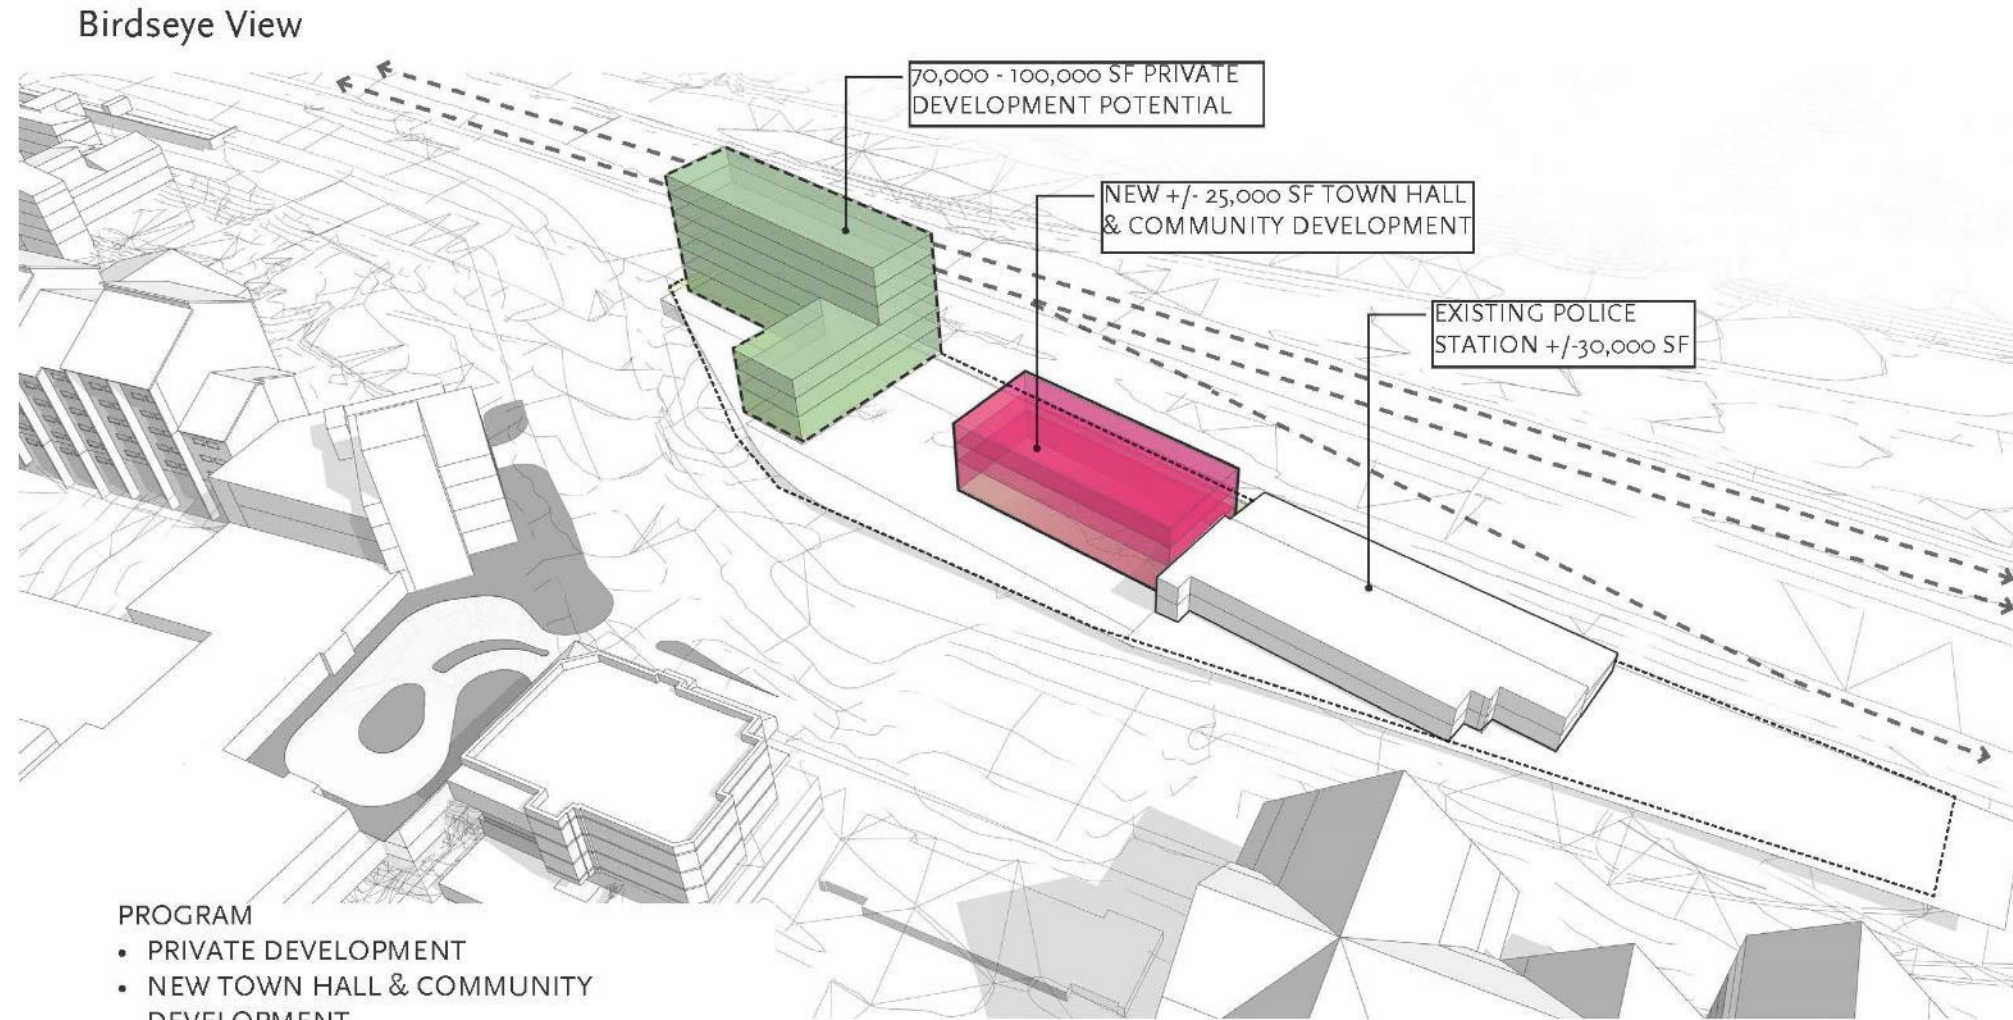 Birdseye View
70,000 - 100,000 SF PRIVATE
DEVELOPMENT POTENTIAL
NEW +/- 25,000 SF TOWN HALL
& COMMUNITY DEVELOPMENT
EXISTING POLICE
STATION +/-30,000 SF
PROGRAM
• PRIVATE DEVELOPMENT
• NEW TOWN HALL & COMMUNITY
DEVELOPMENT